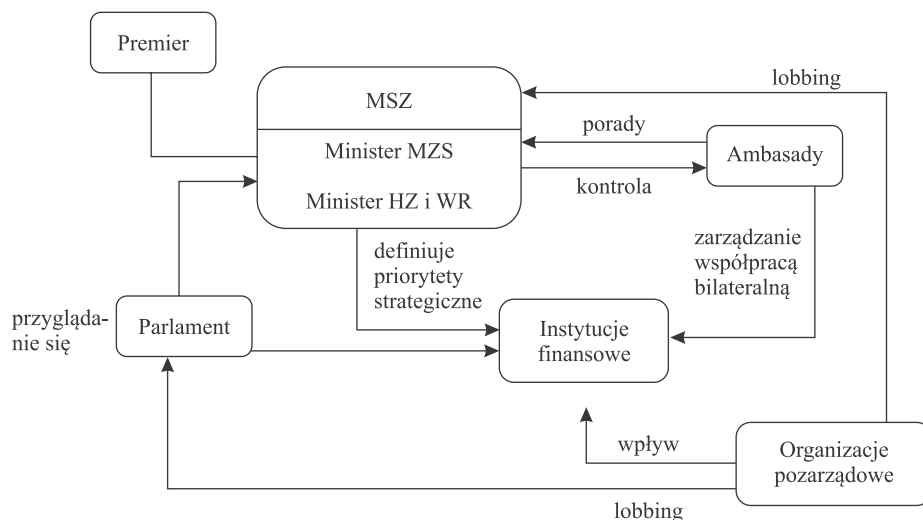 Premier
MSZ
Minister MZS
Minister HZ i WR
lobbing
porady
Ambasady
kontrola
definiuje
priorytety
strategiczne
zarządzanie
współpracą
bilateralną
przygląda-
nie się
Parlament
Instytucje
finansowe
wpływ
Organizacje
pozarządowe
lobbing